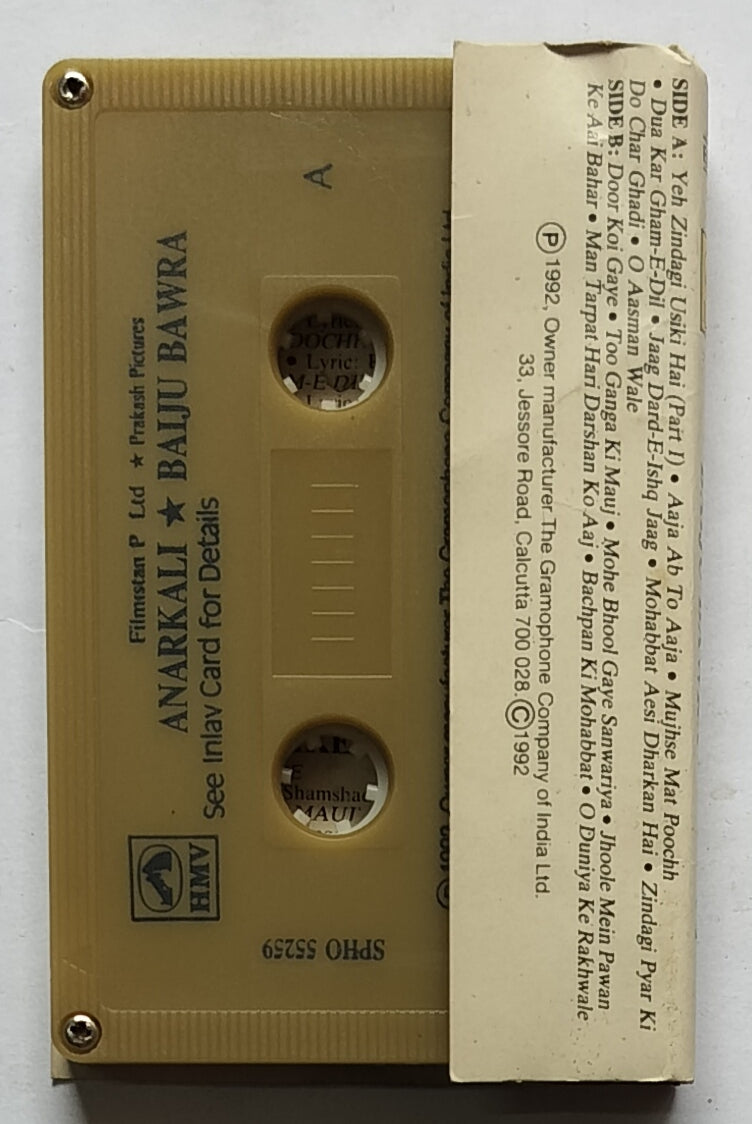 SIDE A: Yeh Zindagi Usiki Hai (Part I) • Aaja Ab To Aaja • Mujhse Mat Poochh
• Dua Kar Gham-E-Dil • Jaag Dard-E-Ishq Jaag • Mohabbat Aesi Dharkan Hai • Zindagi Pyar Ki
Do Char Ghadi • O Aasman Wale
SIDE B: Door Koi Gaye • Too Ganga Ki Mauj • Mohe Bhool Gaye Sanwariya • Jhoole Mein Pawan
Ke Aai Bahar • Man Tarpat Hari Darshan Ko Aaj • Bachpan Ki Mohabbat • O Duniya Ke Rakhwale
Ⓟ 1992, Owner manufacturer The Gramophone Company of India Ltd.
33, Jessore Road, Calcutta 700 028. © 1992
A
Filmistan P Ltd ★ Prakash Pictures
ANARKALI ★ BAIJU BAWRA
See Inlay Card for Details
HMV
SPHO 55259
• Lyric:
Shamshad
MAUJ